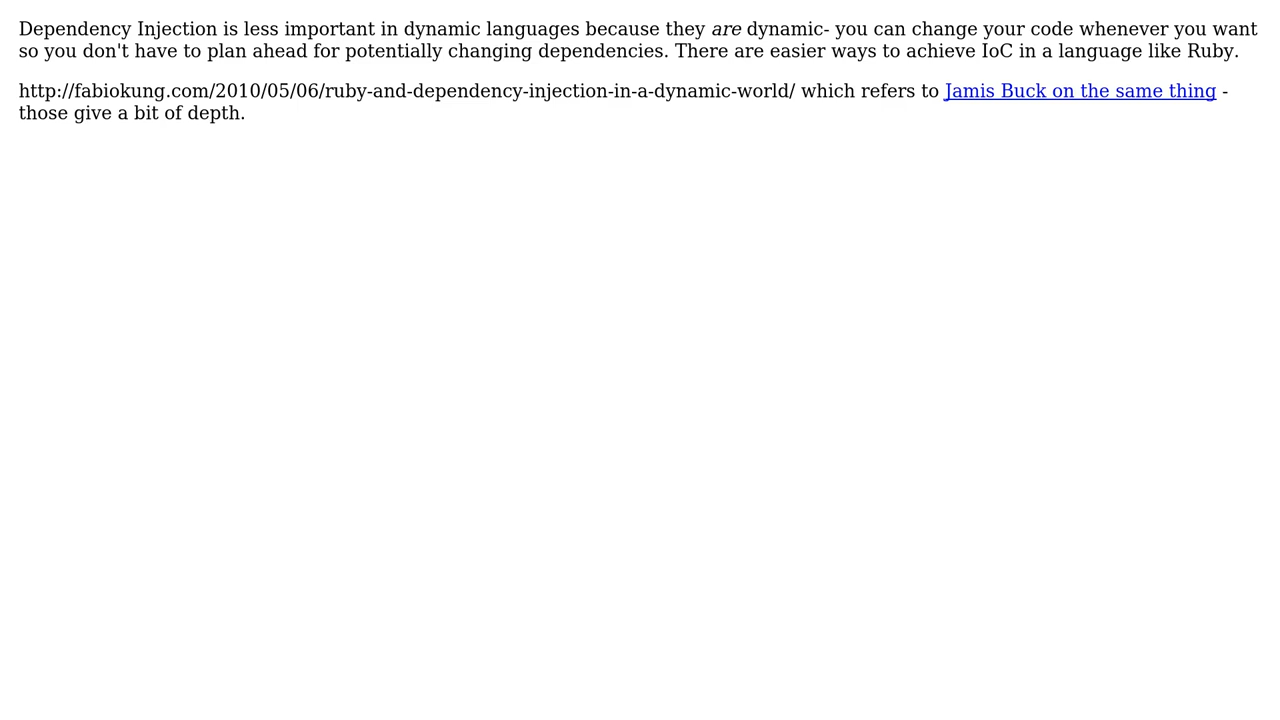 Dependency Injection is less important in dynamic languages because they are dynamic- you can change your code whenever you want
so you don't have to plan ahead for potentially changing dependencies. There are easier ways to achieve IoC in a language like Ruby.
http://fabiokung.com/2010/05/06/ruby-and-dependency-injection-in-a-dynamic-world/ which refers to Jamis Buck on the same thing -
those give a bit of depth.